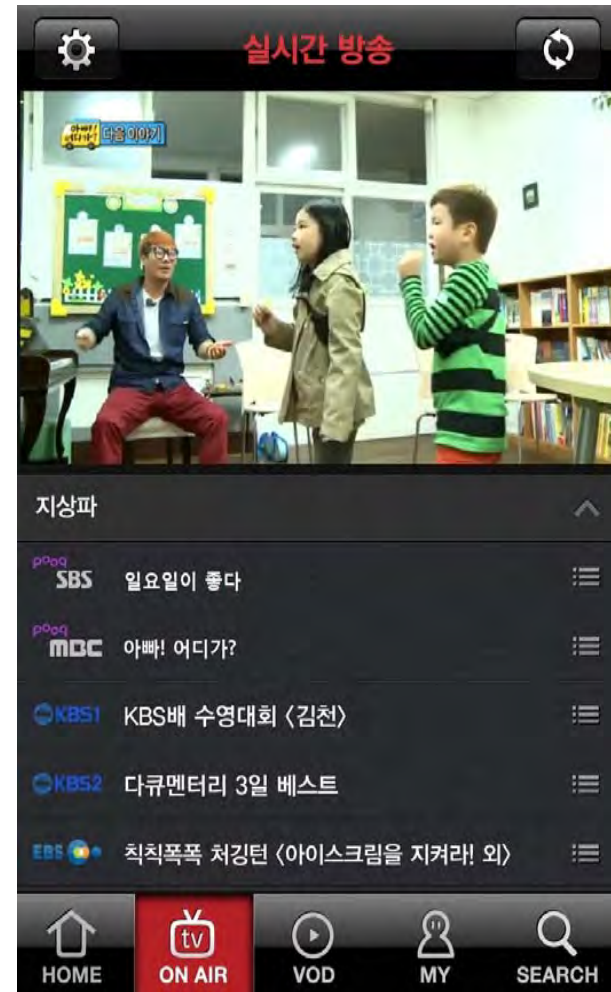 실시간 방송
아빠! 어디가? 다음 이야기
지상파
pooq SBS 일요일이 좋다
pooq MBC 아빠! 어디가?
KBS1 KBS배 수영대회 〈김천〉
KBS2 다큐멘터리 3일 베스트
EBS 칙칙폭폭 처깅턴 〈아이스크림을 지켜라! 외〉
tv
HOME ON AIR VOD MY SEARCH